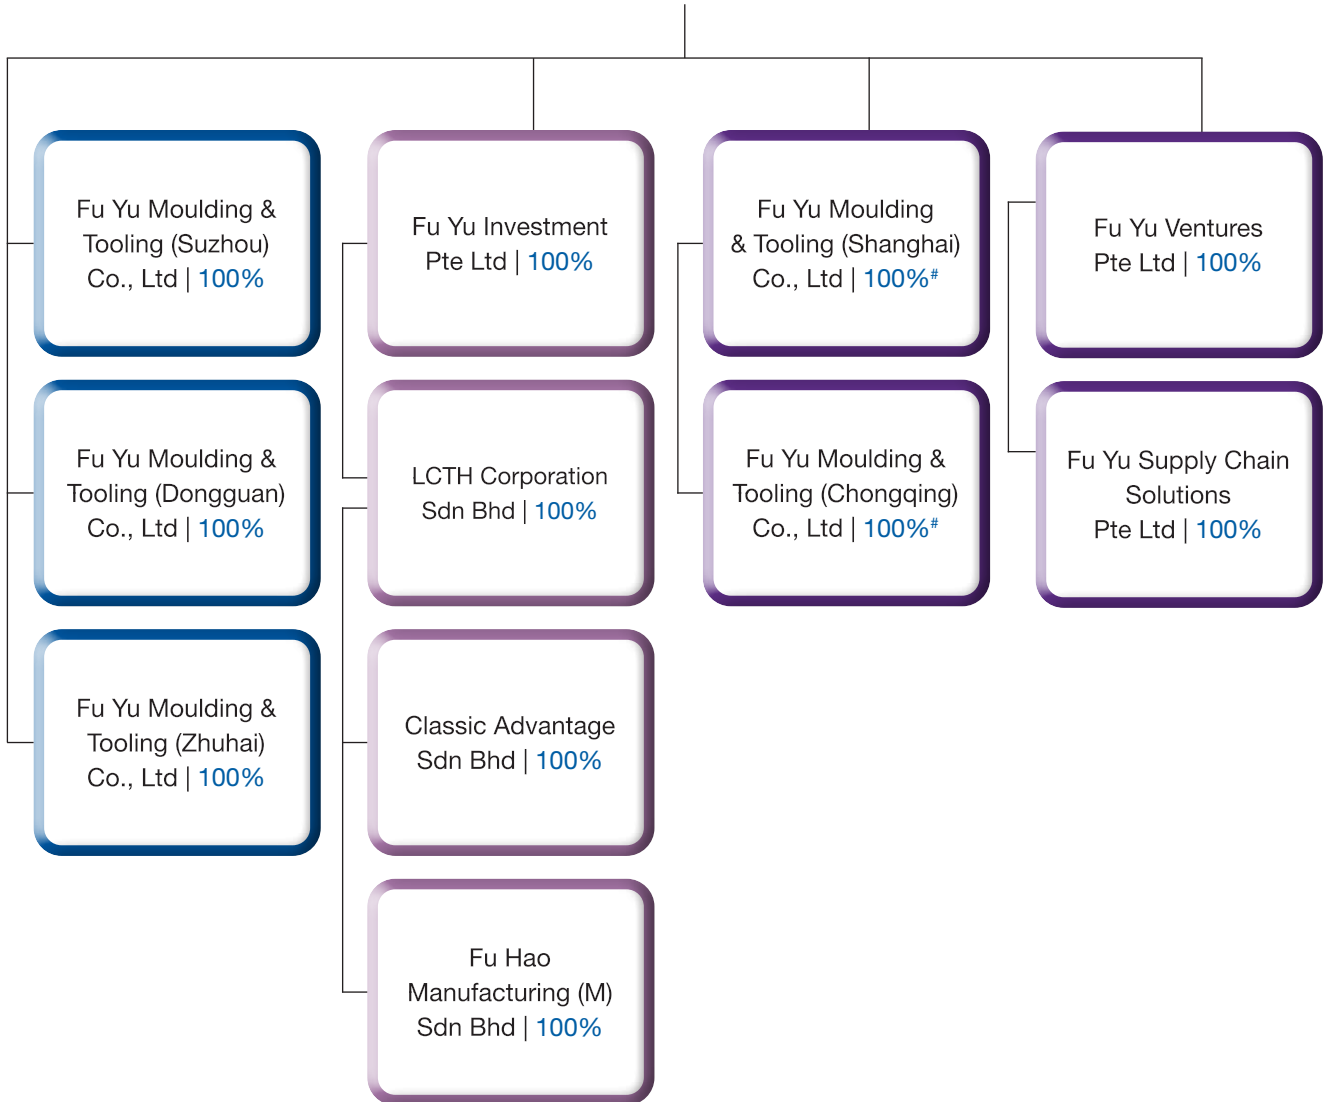 Fu Yu Moulding &
Tooling (Suzhou)
Co., Ltd | 100%
Fu Yu Moulding &
Tooling (Dongguan)
Co., Ltd | 100%
Fu Yu Moulding &
Tooling (Zhuhai)
Co., Ltd | 100%
Fu Yu Investment
Pte Ltd | 100%
LCTH Corporation
Sdn Bhd | 100%
Classic Advantage
Sdn Bhd | 100%
Fu Hao
Manufacturing (M)
Sdn Bhd | 100%
Fu Yu Moulding
& Tooling (Shanghai)
Co., Ltd | 100%#
Fu Yu Moulding &
Tooling (Chongqing)
Co., Ltd | 100%#
Fu Yu Ventures
Pte Ltd | 100%
Fu Yu Supply Chain
Solutions
Pte Ltd | 100%